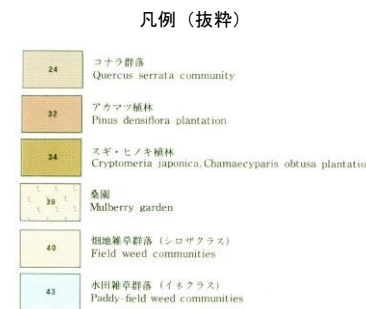 凡例（抜粋）
24
コナラ群落
Quercus serrata community
32
アカマツ植林
Pinus densiflora plantation
34
スギ・ヒノキ植林
Cryptomeria japonica, Chamaecyparis obtusa plantatio
39
桑園
Mulberry garden
40
畑地雑草群落（シロザクラス）
Field weed communities
43
水田雑草群落（イネクラス）
Paddy-field weed communities